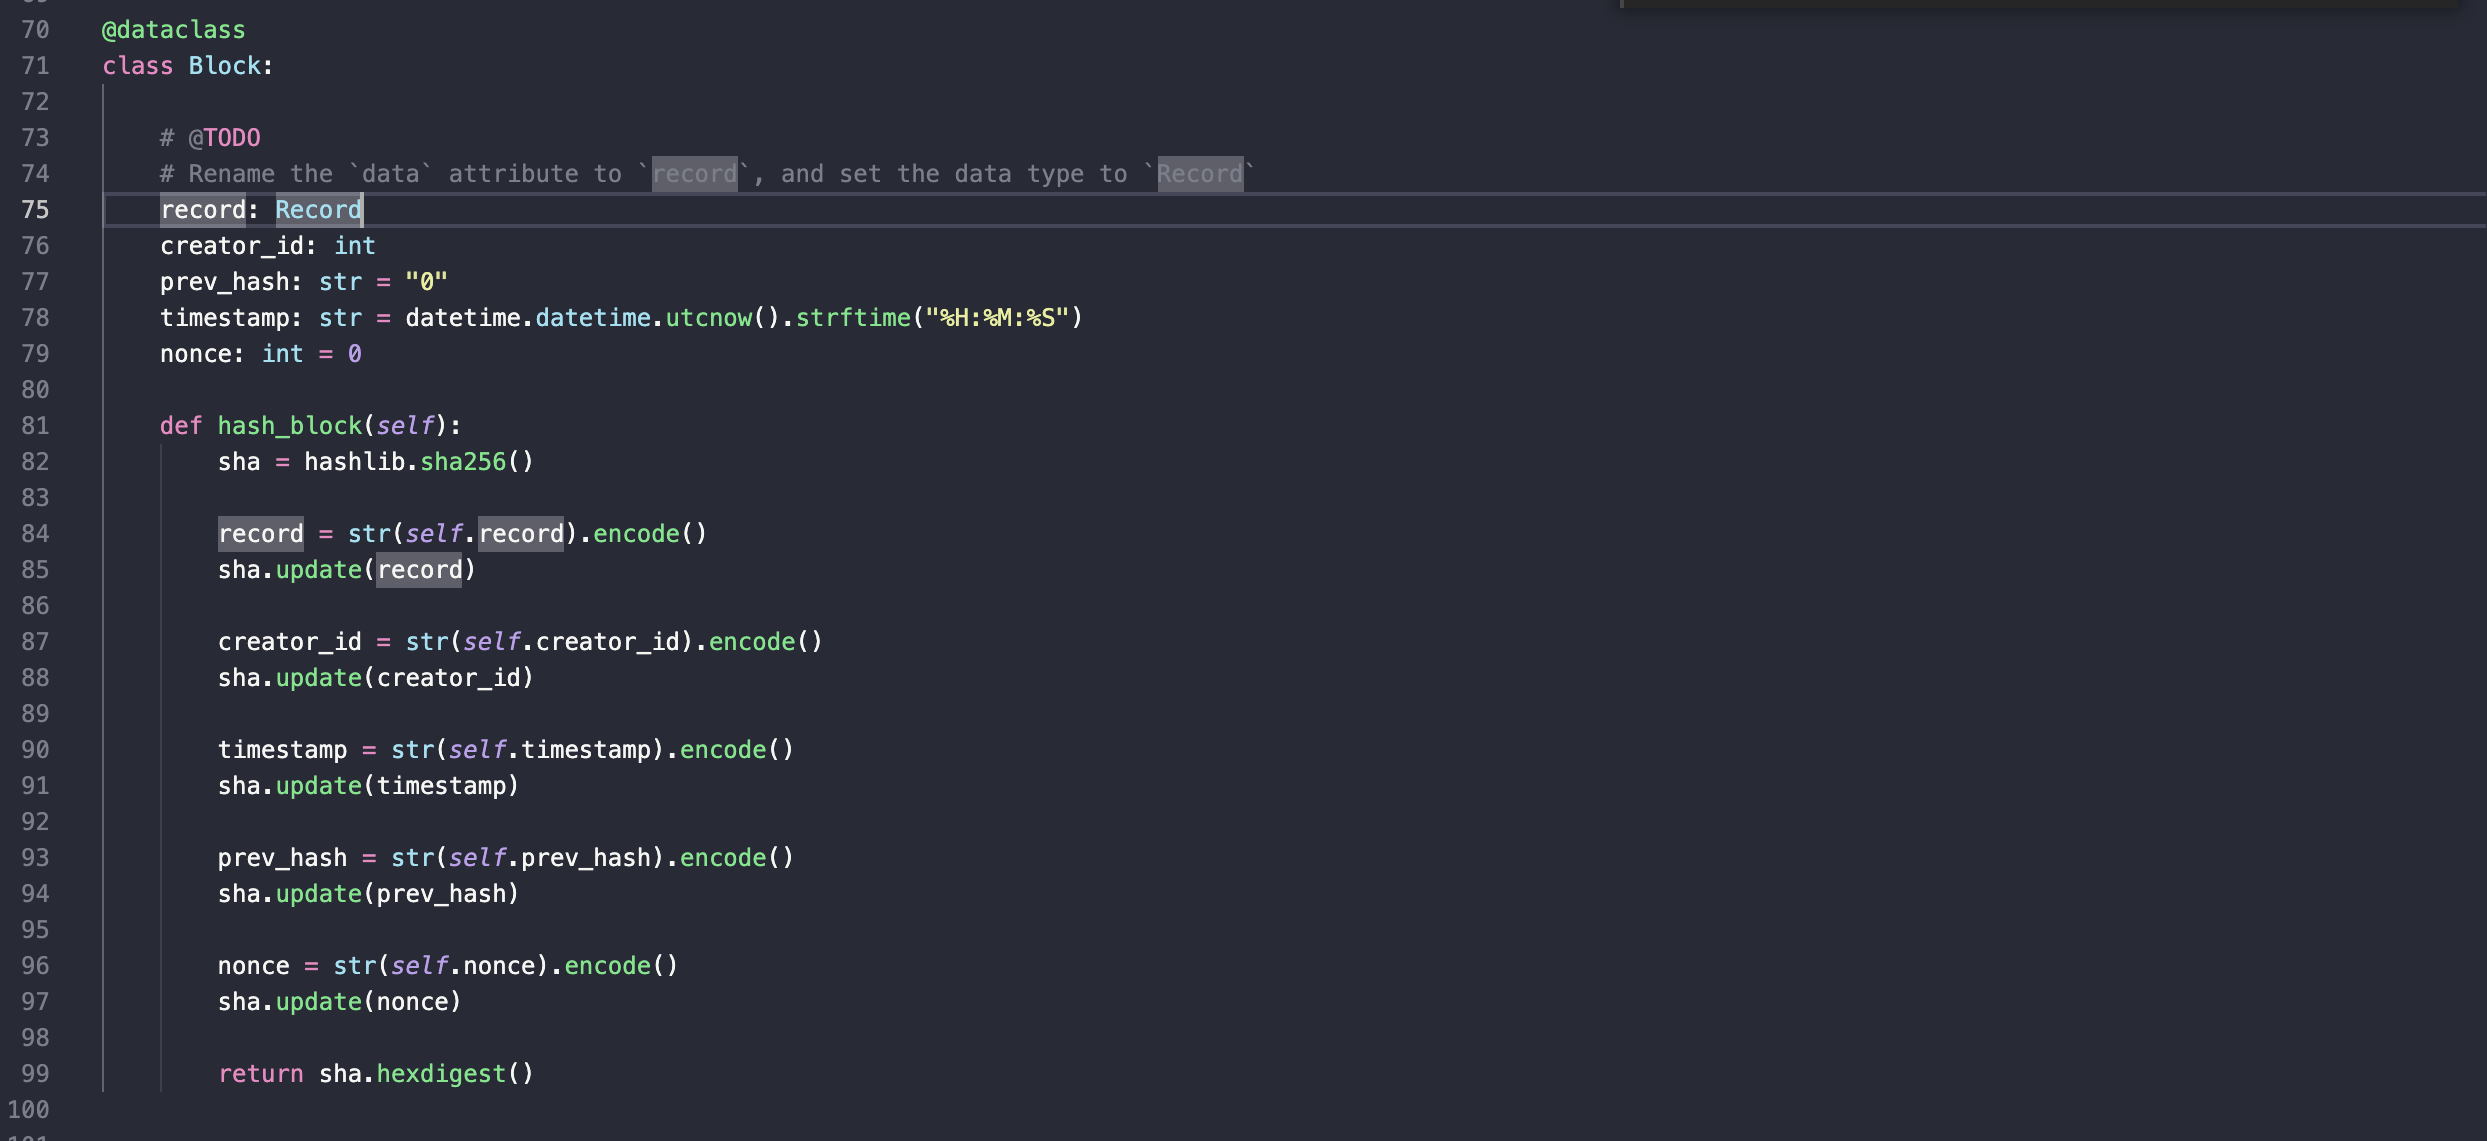 70 @dataclass
71 class Block:
72
73     # @TODO
74     # Rename the `data` attribute to `record`, and set the data type to `Record`
75     record: Record
76     creator_id: int
77     prev_hash: str = "0"
78     timestamp: str = datetime.datetime.utcnow().strftime("%H:%M:%S")
79     nonce: int = 0
80
81     def hash_block(self):
82         sha = hashlib.sha256()
83
84         record = str(self.record).encode()
85         sha.update(record)
86
87         creator_id = str(self.creator_id).encode()
88         sha.update(creator_id)
89
90         timestamp = str(self.timestamp).encode()
91         sha.update(timestamp)
92
93         prev_hash = str(self.prev_hash).encode()
94         sha.update(prev_hash)
95
96         nonce = str(self.nonce).encode()
97         sha.update(nonce)
98
99         return sha.hexdigest()
100